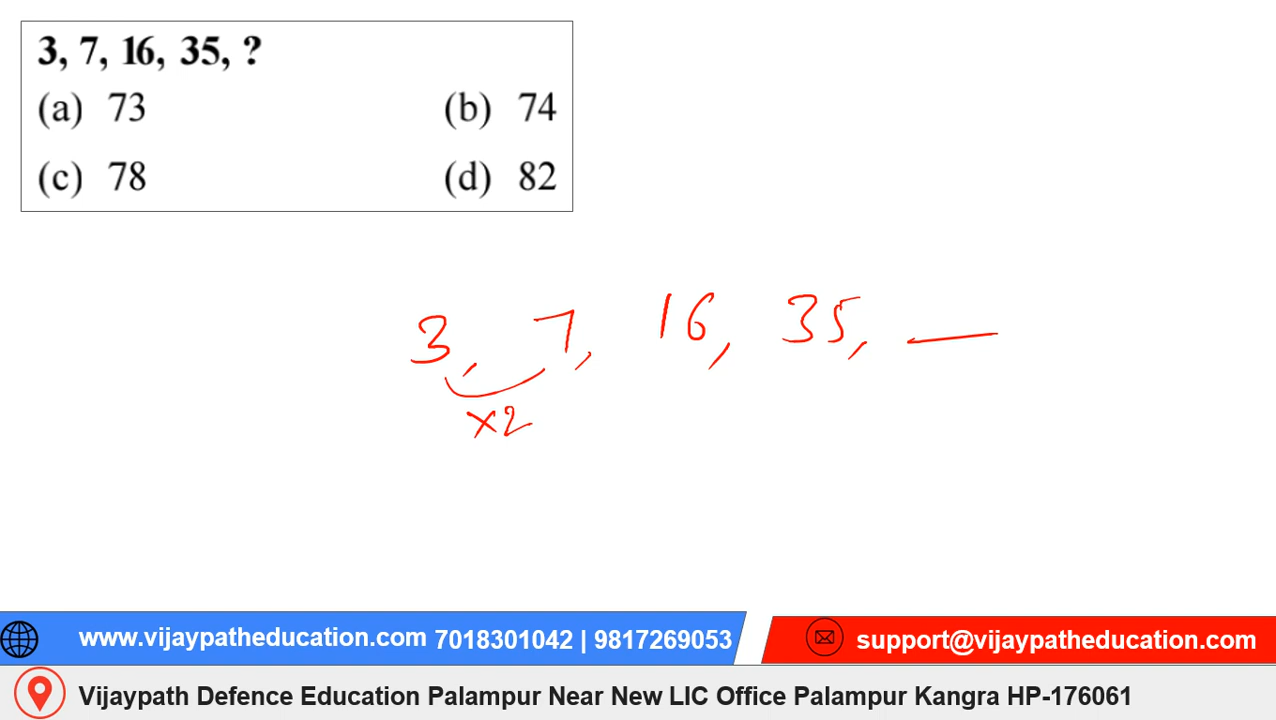 3, 7, 16, 35, ?
(a) 73 (b) 74
(c) 78 (d) 82
3, 7, 16, 35, __
×2
www.vijaypatheducation.com 7018301042 | 9817269053 support@vijaypatheducation.com
Vijaypath Defence Education Palampur Near New LIC Office Palampur Kangra HP-176061